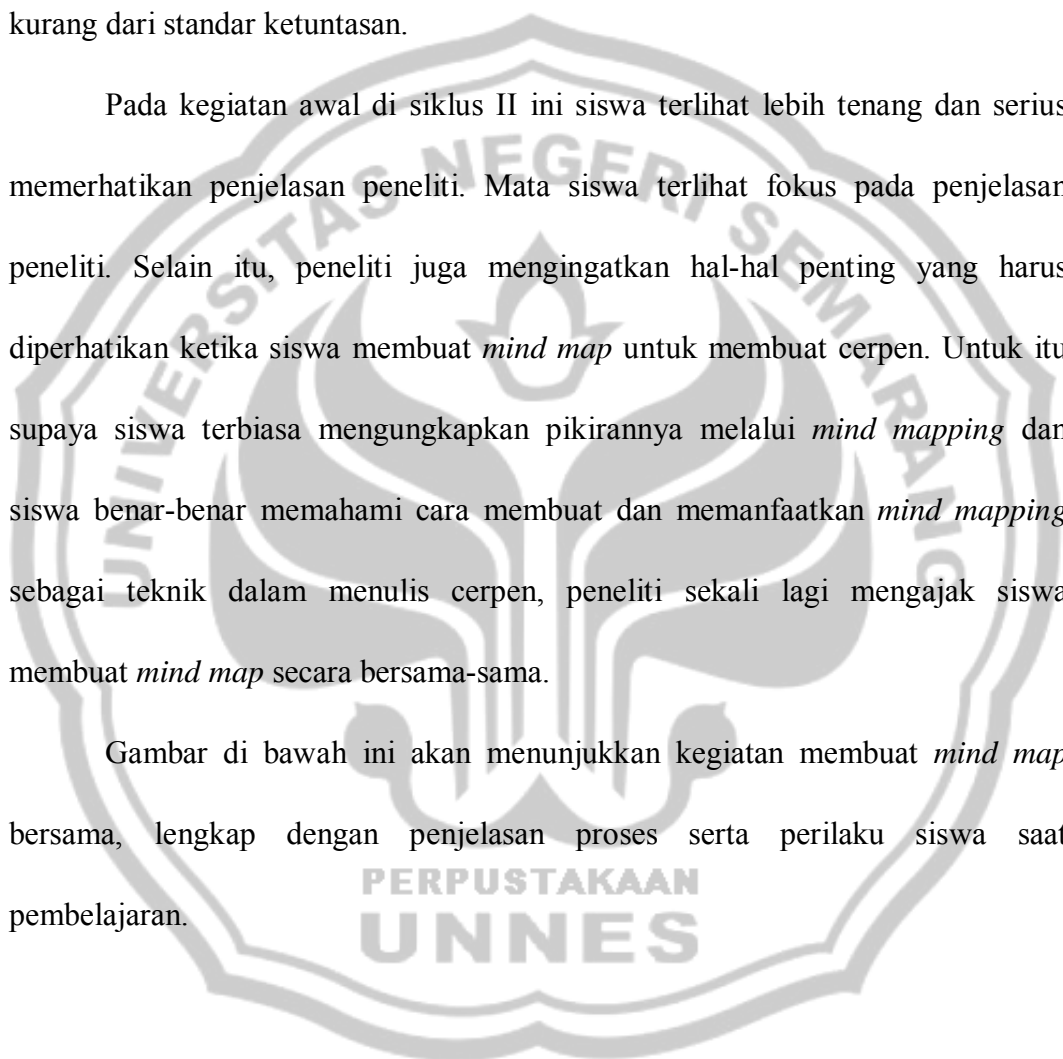 kurang dari standar ketuntasan.
Pada kegiatan awal di siklus II ini siswa terlihat lebih tenang dan serius
memerhatikan penjelasan peneliti. Mata siswa terlihat fokus pada penjelasan
peneliti. Selain itu, peneliti juga mengingatkan hal-hal penting yang harus
diperhatikan ketika siswa membuat mind map untuk membuat cerpen. Untuk itu
supaya siswa terbiasa mengungkapkan pikirannya melalui mind mapping dan
siswa benar-benar memahami cara membuat dan memanfaatkan mind mapping
sebagai teknik dalam menulis cerpen, peneliti sekali lagi mengajak siswa
membuat mind map secara bersama-sama.
Gambar di bawah ini akan menunjukkan kegiatan membuat mind map
bersama, lengkap dengan penjelasan proses serta perilaku siswa saat
pembelajaran.
UNIVERSITAS NEGERI SEMARANG
PERPUSTAKAAN
UNNES